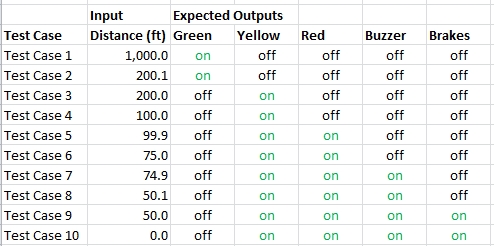 Input Expected Outputs
Test Case Distance (ft) Green Yellow Red Buzzer Brakes
Test Case 1 1,000.0 on off off off off
Test Case 2 200.1 on off off off off
Test Case 3 200.0 off on off off off
Test Case 4 100.0 off on off off off
Test Case 5 99.9 off on on off off
Test Case 6 75.0 off on on off off
Test Case 7 74.9 off on on on off
Test Case 8 50.1 off on on on off
Test Case 9 50.0 off on on on on
Test Case 10 0.0 off on on on on